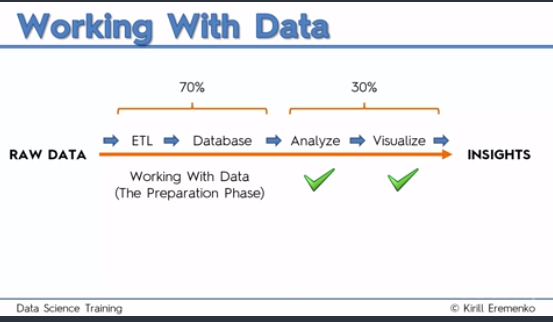 Working With Data
70%
30%
RAW DATA
ETL
Database
Analyze
Visualize
INSIGHTS
Working With Data
(The Preparation Phase)
Data Science Training
© Kirill Eremenko